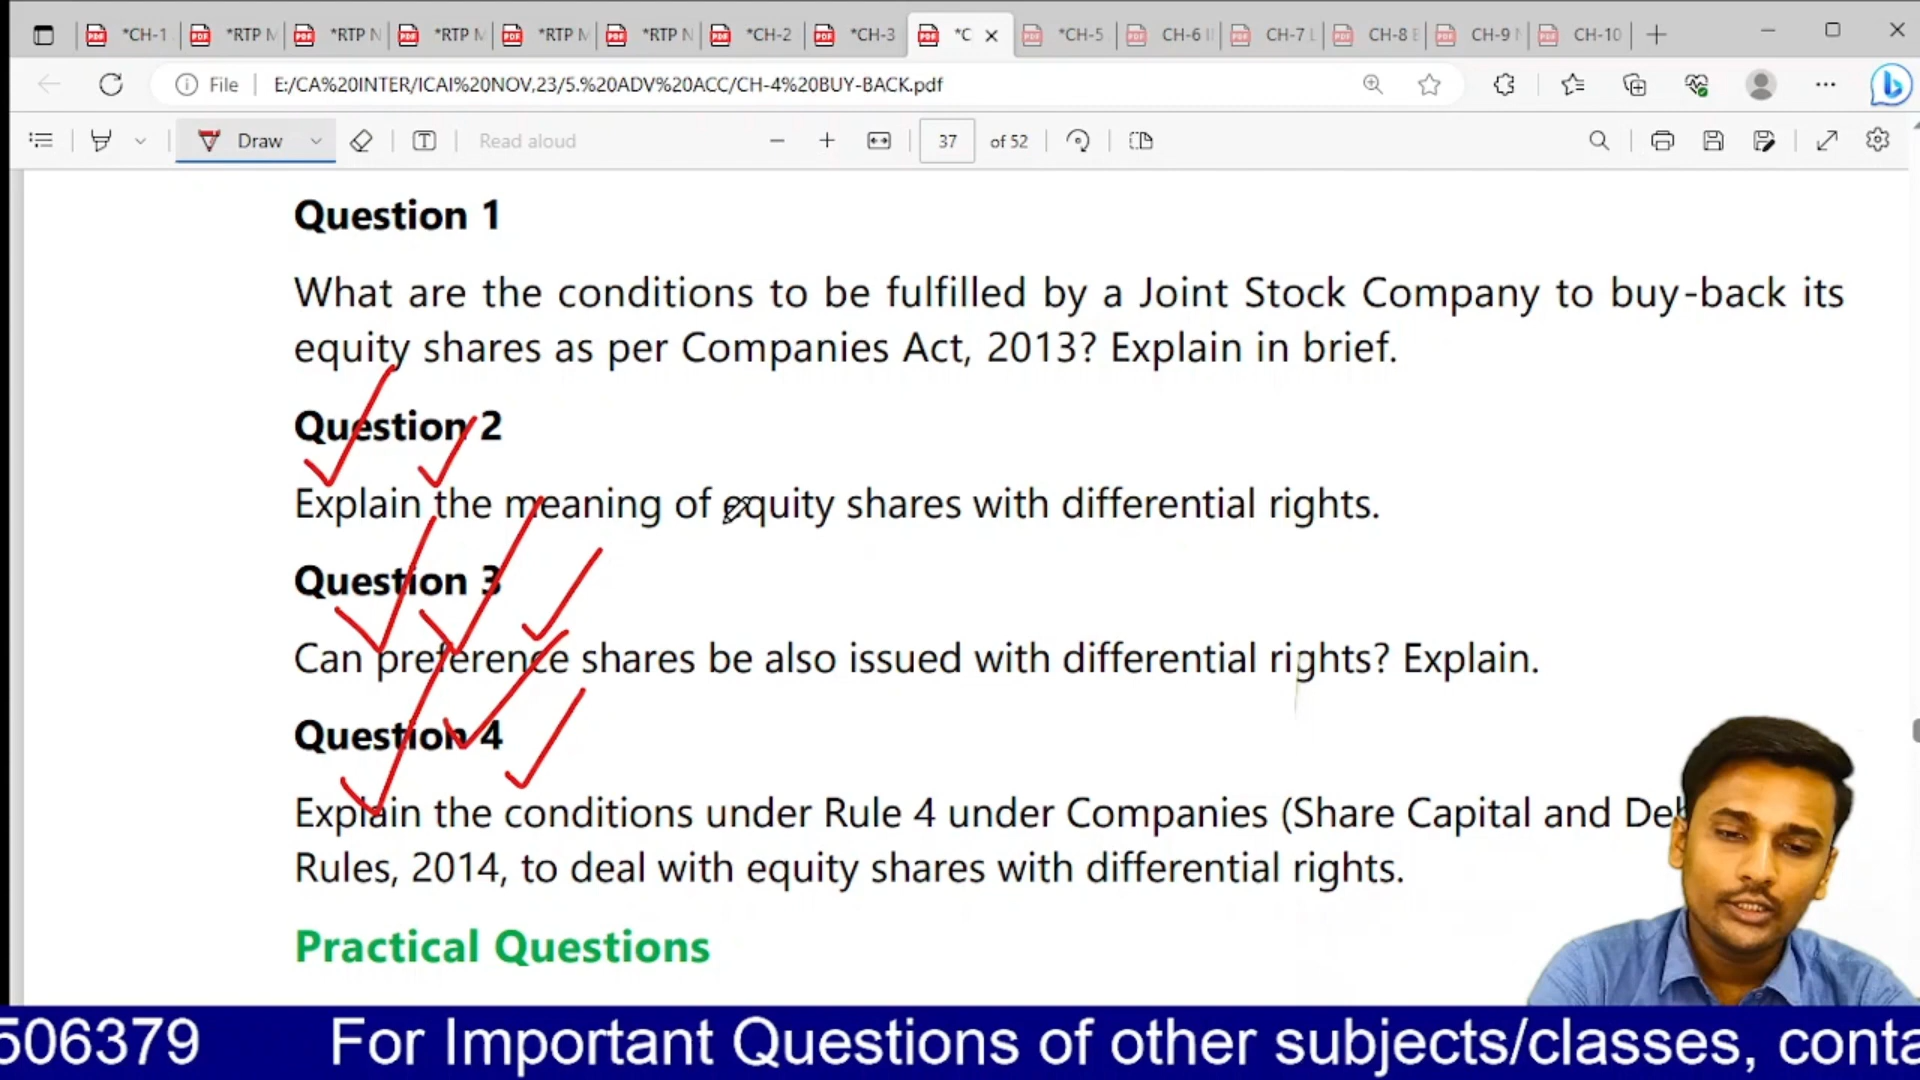 *CH-1
*RTP
*RTP
*RTP
*RTP
*RTP
*CH-2
*CH-3
*C
*CH-5
CH-6
CH-7
CH-8
CH-9
CH-10
File E:/CA%20INTER/ICAI%20NOV,23/5.%20ADV%20ACC/CH-4%20BUY-BACK.pdf
Draw Read aloud 37 of 52
Question 1
What are the conditions to be fulfilled by a Joint Stock Company to buy-back its
equity shares as per Companies Act, 2013? Explain in brief.
Question 2
Explain the meaning of equity shares with differential rights.
Question 3
Can preference shares be also issued with differential rights? Explain.
Question 4
Explain the conditions under Rule 4 under Companies (Share Capital and Deb
Rules, 2014, to deal with equity shares with differential rights.
Practical Questions
506379 For Important Questions of other subjects/classes, conta